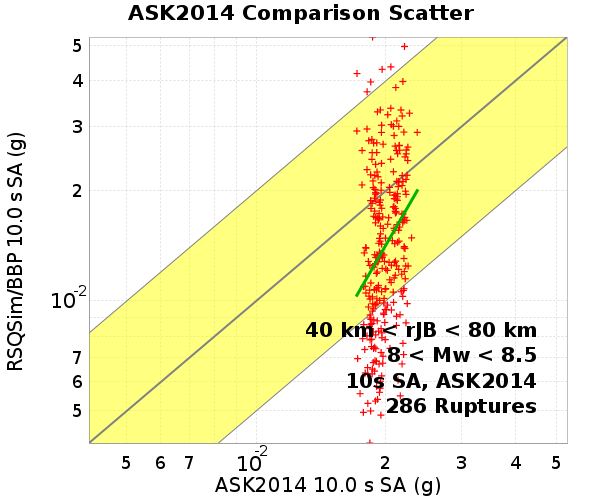 ASK2014 Comparison Scatter
RSQSim/BBP 10.0 s SA (g)
5
4
3
2
10-2
7
6
5
40 km < rJB < 80 km
8 < Mw < 8.5
10s SA, ASK2014
286 Ruptures
5 6 7 10-2 2 3 4 5
ASK2014 10.0 s SA (g)